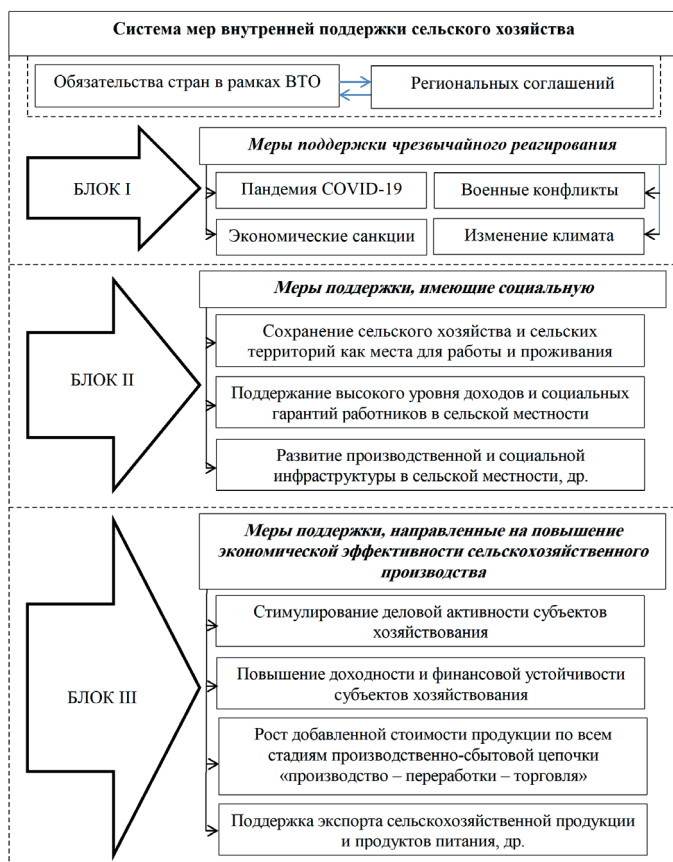 Система мер внутренней поддержки сельского хозяйства
Обязательства стран в рамках ВТО
Региональных соглашений
БЛОК I
Меры поддержки чрезвычайного реагирования
Пандемия COVID-19
Военные конфликты
Экономические санкции
Изменение климата
БЛОК II
Меры поддержки, имеющие социальную
Сохранение сельского хозяйства и сельских
территорий как места для работы и проживания
Поддержание высокого уровня доходов и социальных
гарантий работников в сельской местности
Развитие производственной и социальной
инфраструктуры в сельской местности, др.
БЛОК III
Меры поддержки, направленные на повышение
экономической эффективности сельскохозяйственного
производства
Стимулирование деловой активности субъектов
хозяйствования
Повышение доходности и финансовой устойчивости
субъектов хозяйствования
Рост добавленной стоимости продукции по всем
стадиям производственно-сбытовой цепочки
«производство – переработки – торговля»
Поддержка экспорта сельскохозяйственной продукции
и продуктов питания, др.